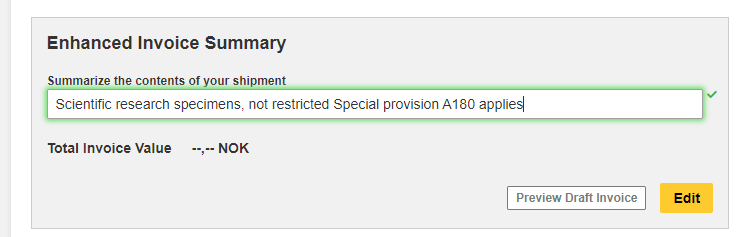 Enhanced Invoice Summary
Summarize the contents of your shipment
Scientific research specimens, not restricted Special provision A180 applies
Total Invoice Value --,-- NOK
Preview Draft Invoice Edit